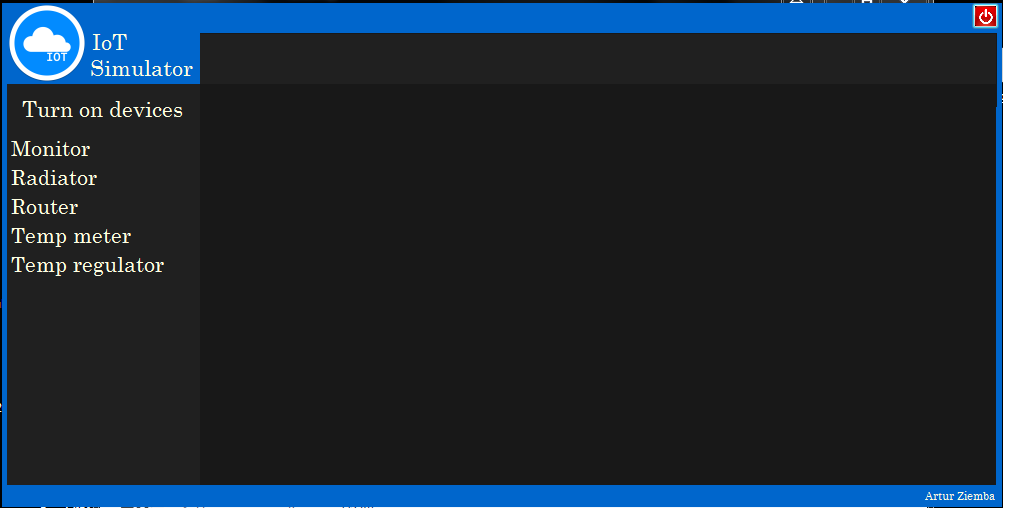 IOT
IoT
Simulator
Turn on devices
Monitor
Radiator
Router
Temp meter
Temp regulator
Artur Ziemba